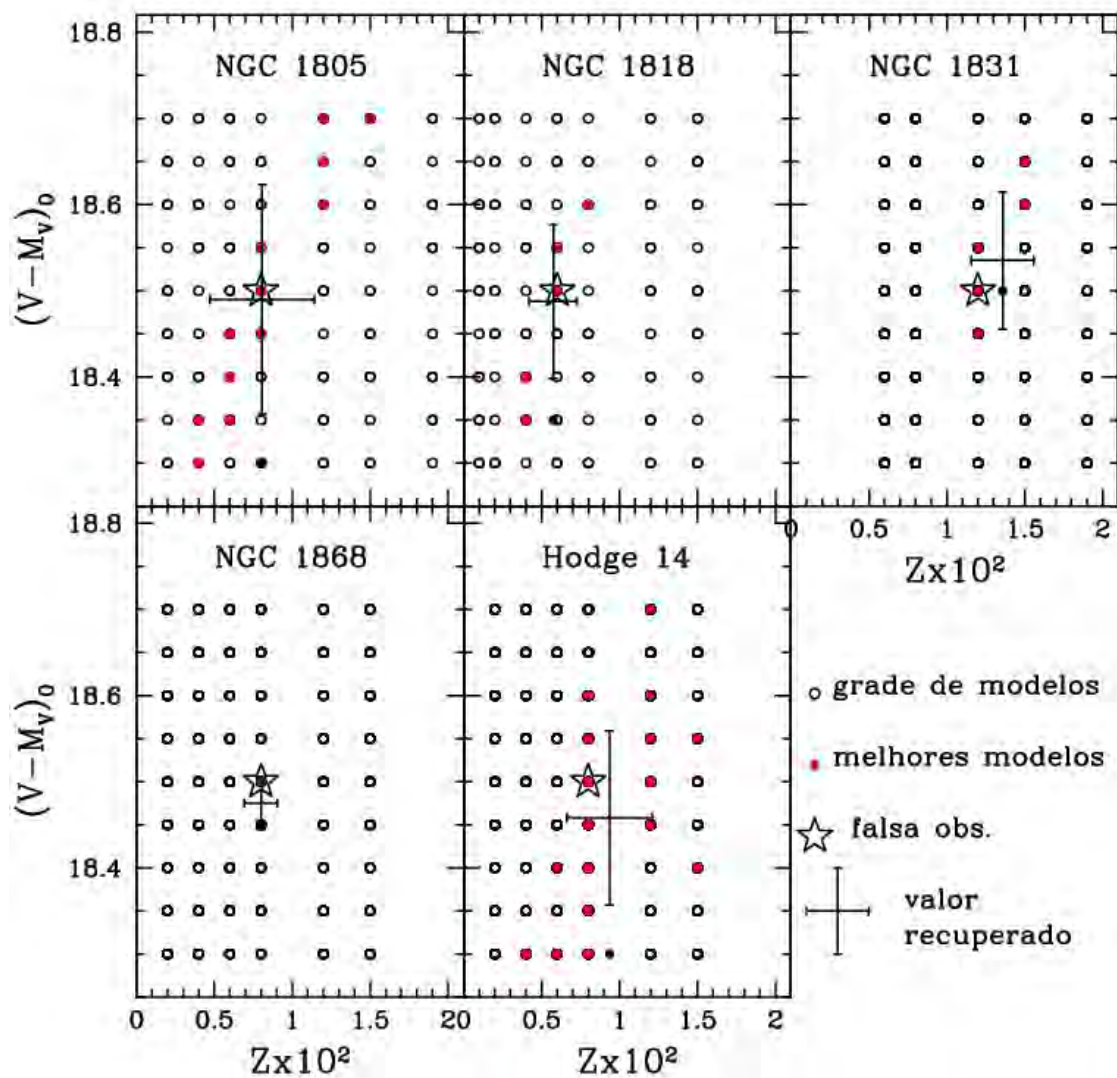 18.8
NGC 1805
NGC 1818
NGC 1831
18.6
(V−M_V)_0
18.4
0 0.5 1 1.5 2
Zx10²
18.8
NGC 1868
Hodge 14
18.6
(V−M_V)_0
18.4
grade de modelos
melhores modelos
falsa obs.
valor
recuperado
0 0.5 1 1.5 20 0.5 1 1.5 2
Zx10²
Zx10²